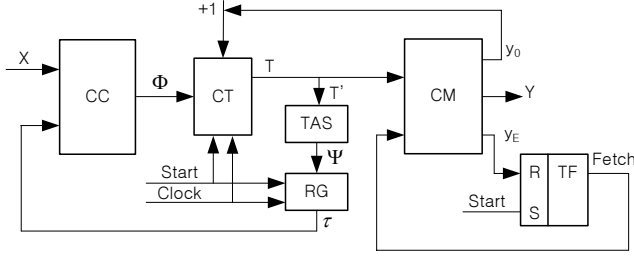 +1
X
CC
Φ
CT
T
T'
TAS
Ψ
RG
τ
Start
Clock
CM
y0
Y
yE
R
TF
S
Fetch
Start